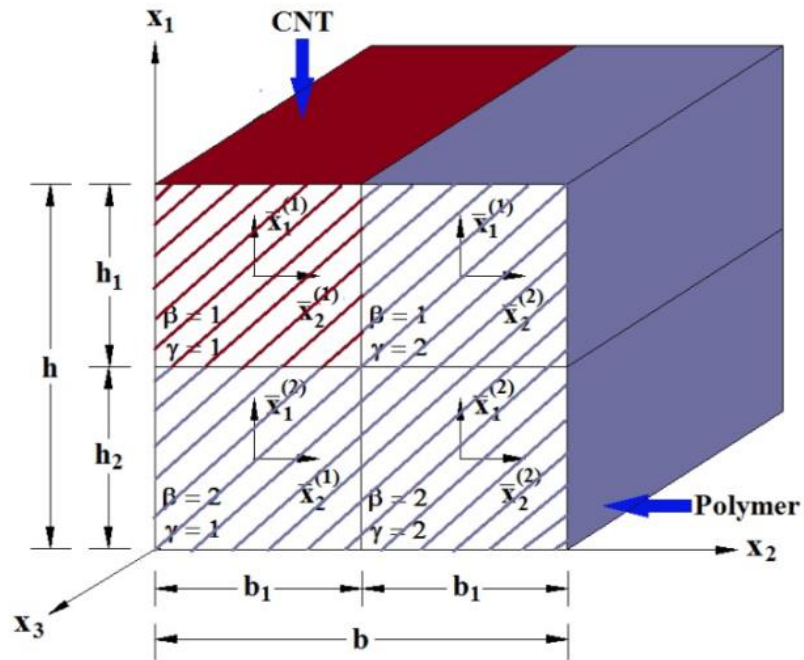 x₁
CNT
x̄₁⁽¹⁾
x̄₂⁽¹⁾
β = 1
γ = 1
x̄₁⁽¹⁾
x̄₂⁽²⁾
β = 1
γ = 2
h
h₁
h₂
x̄₁⁽²⁾
x̄₂⁽¹⁾
β = 2
γ = 1
x̄₁⁽²⁾
x̄₂⁽²⁾
β = 2
γ = 2
Polymer
x₂
x₃
b₁
b₁
b